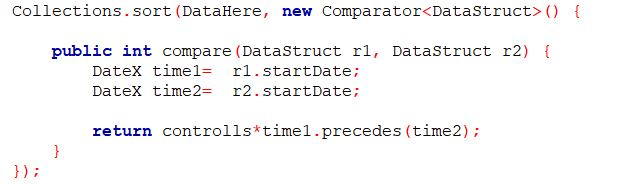 Collections.sort(DataHere, new Comparator<DataStruct>() {
public int compare(DataStruct r1, DataStruct r2) {
DateX time1= r1.startDate;
DateX time2= r2.startDate;
return controlls*time1.precedes(time2);
}
});